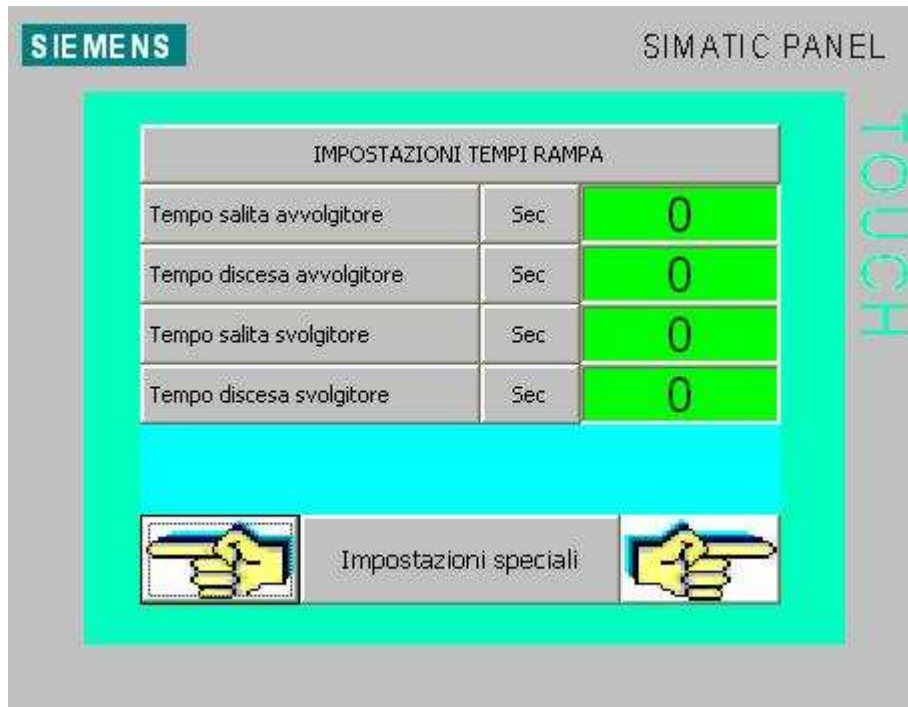 SIEMENS
SIMATIC PANEL
TOUCH
IMPOSTAZIONI TEMPI RAMPA
Tempo salita avvolgitore Sec 0
Tempo discesa avvolgitore Sec 0
Tempo salita svolgitore Sec 0
Tempo discesa svolgitore Sec 0
Impostazioni speciali